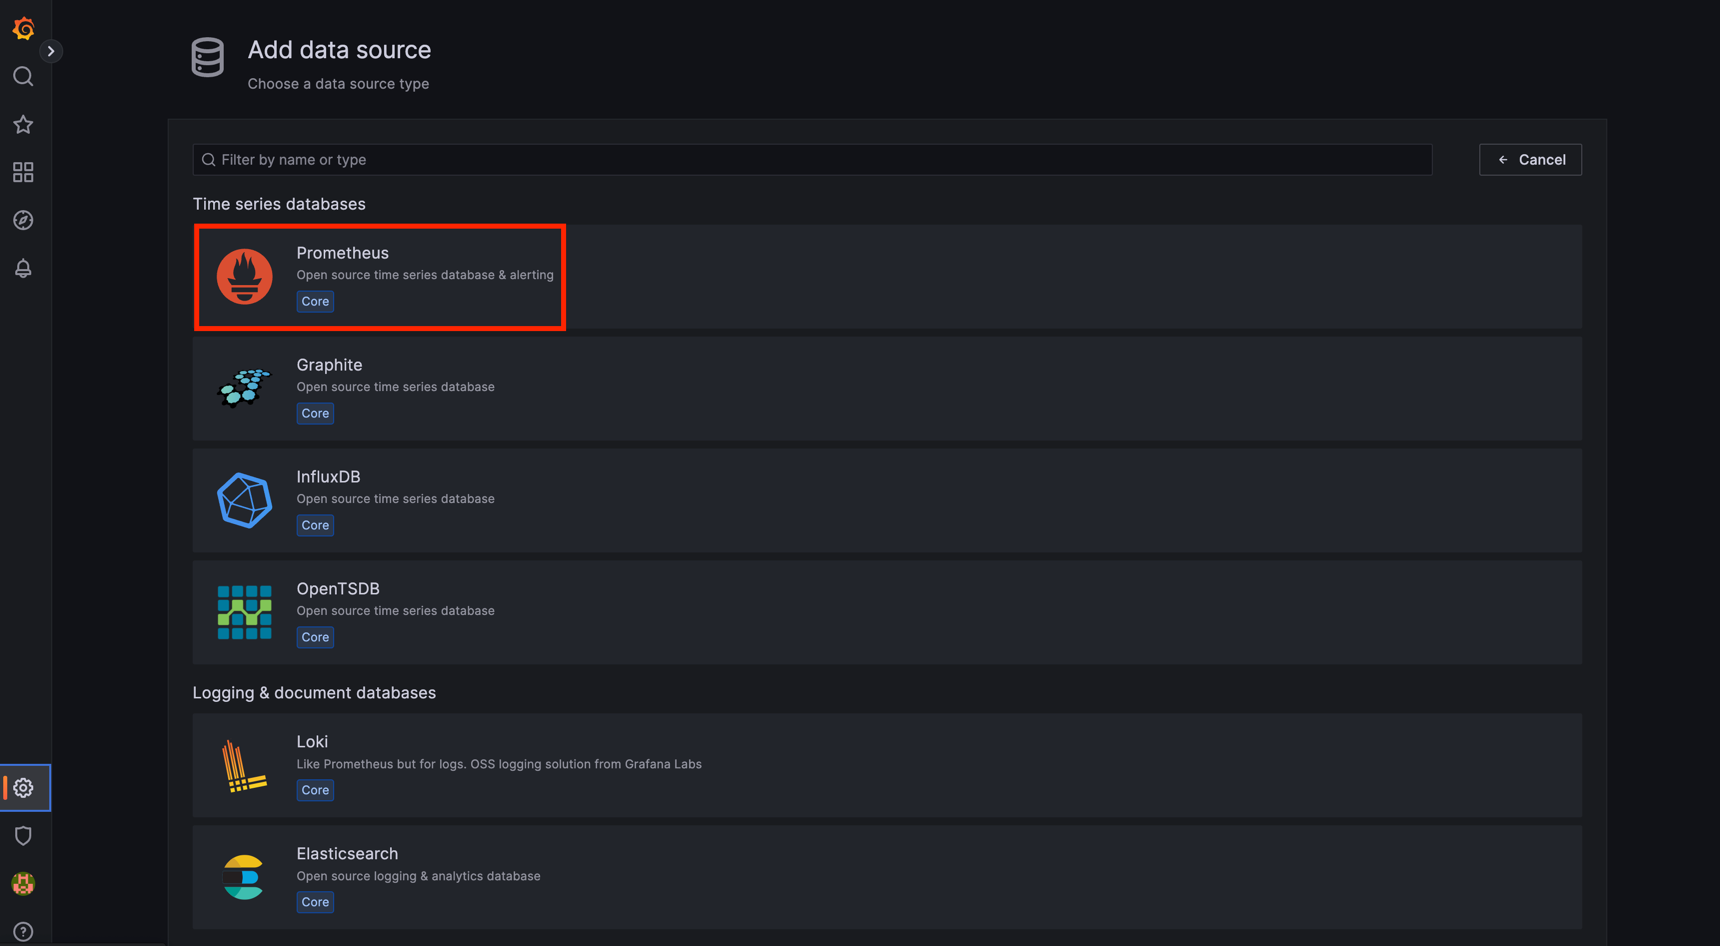 Add data source
Choose a data source type
Filter by name or type
Cancel
Time series databases
Prometheus
Open source time series database & alerting
Core
Graphite
Open source time series database
Core
InfluxDB
Open source time series database
Core
OpenTSDB
Open source time series database
Core
Logging & document databases
Loki
Like Prometheus but for logs. OSS logging solution from Grafana Labs
Core
Elasticsearch
Open source logging & analytics database
Core